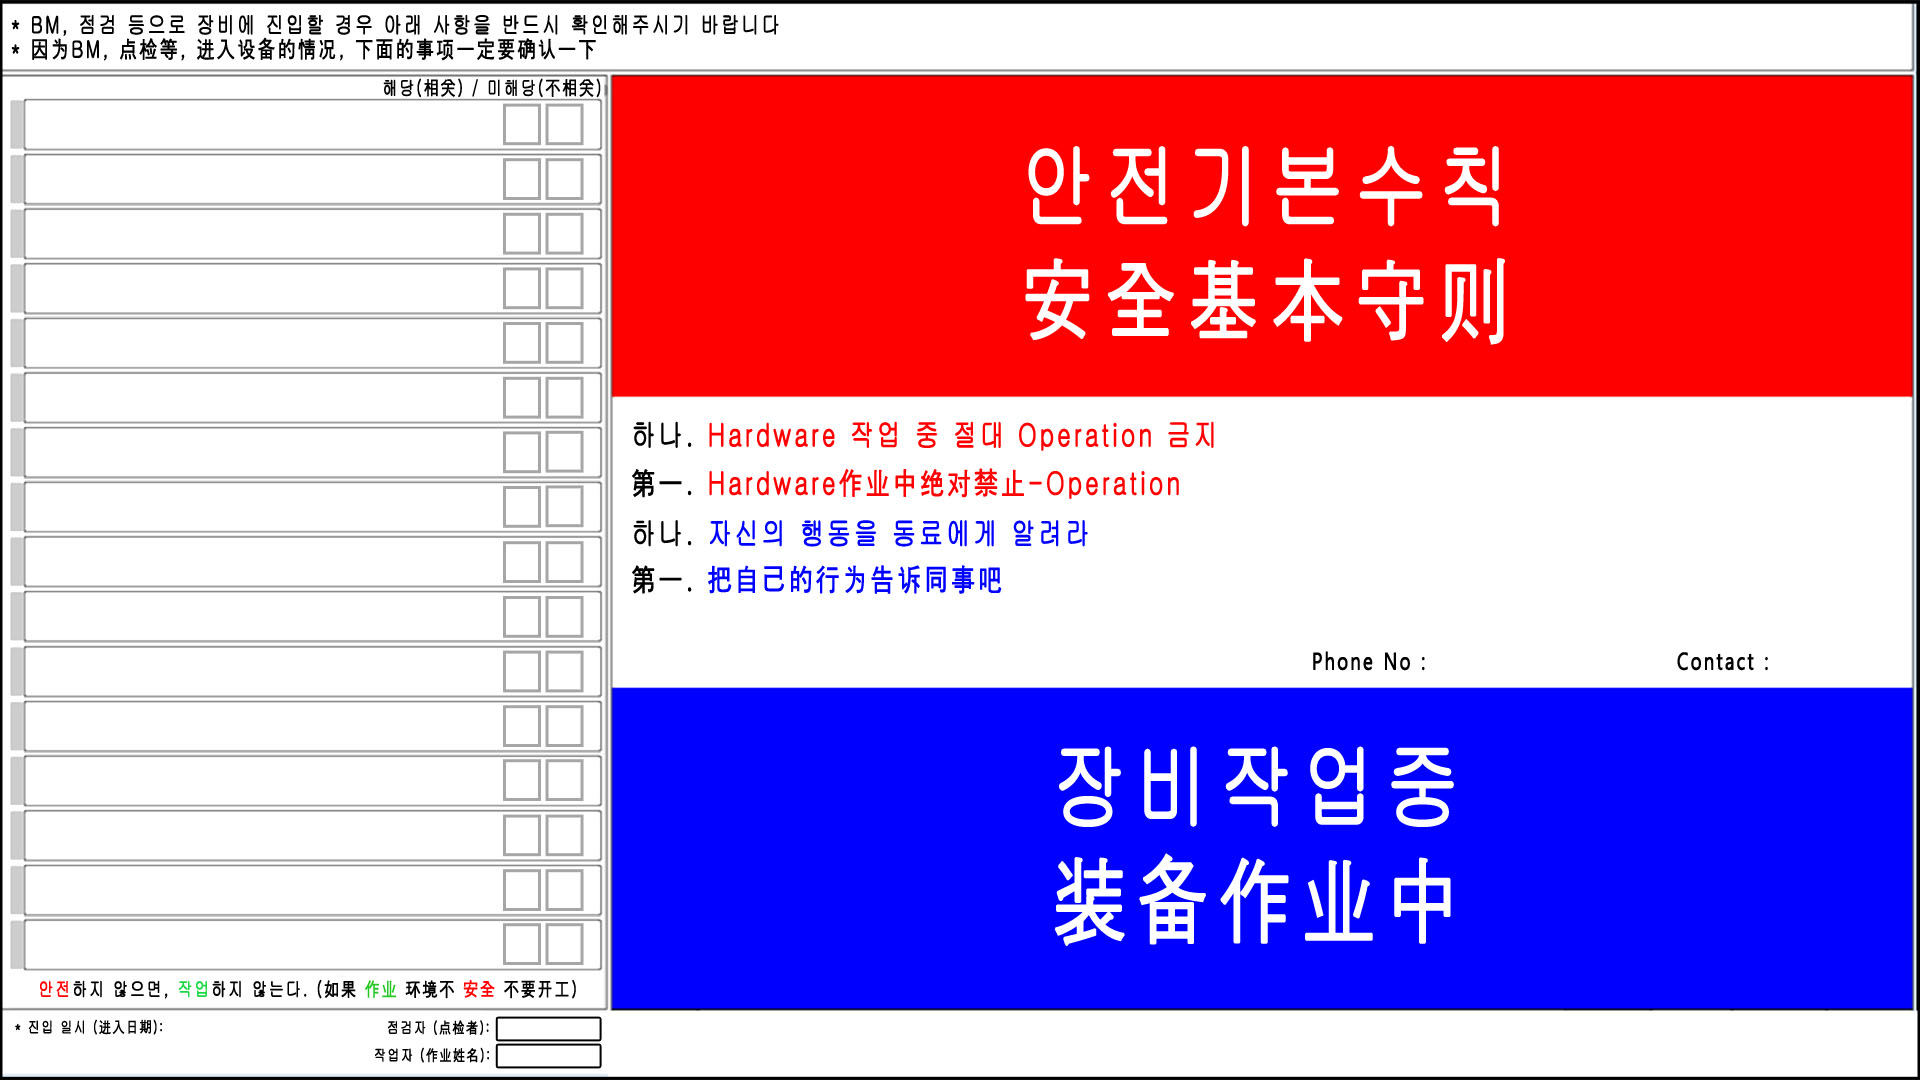 * BM, 점검 등으로 장비에 진입할 경우 아래 사항을 반드시 확인해주시기 바랍니다
* 因为BM, 点检等, 进入设备的情况, 下面的事项一定要确认一下
해당(相关) / 미해당(不相关)
안전하지 않으면, 작업하지 않는다. (如果 作业 环境不 安全 不要开工)
* 진입 일시 (进入日期):
점검자 (点检者):
작업자 (作业姓名):
안전기본수칙
安全基本守则
하나. Hardware 작업 중 절대 Operation 금지
第一. Hardware作业中绝对禁止-Operation
하나. 자신의 행동을 동료에게 알려라
第一. 把自己的行为告诉同事吧
Phone No : Contact :
장비작업중
装备作业中